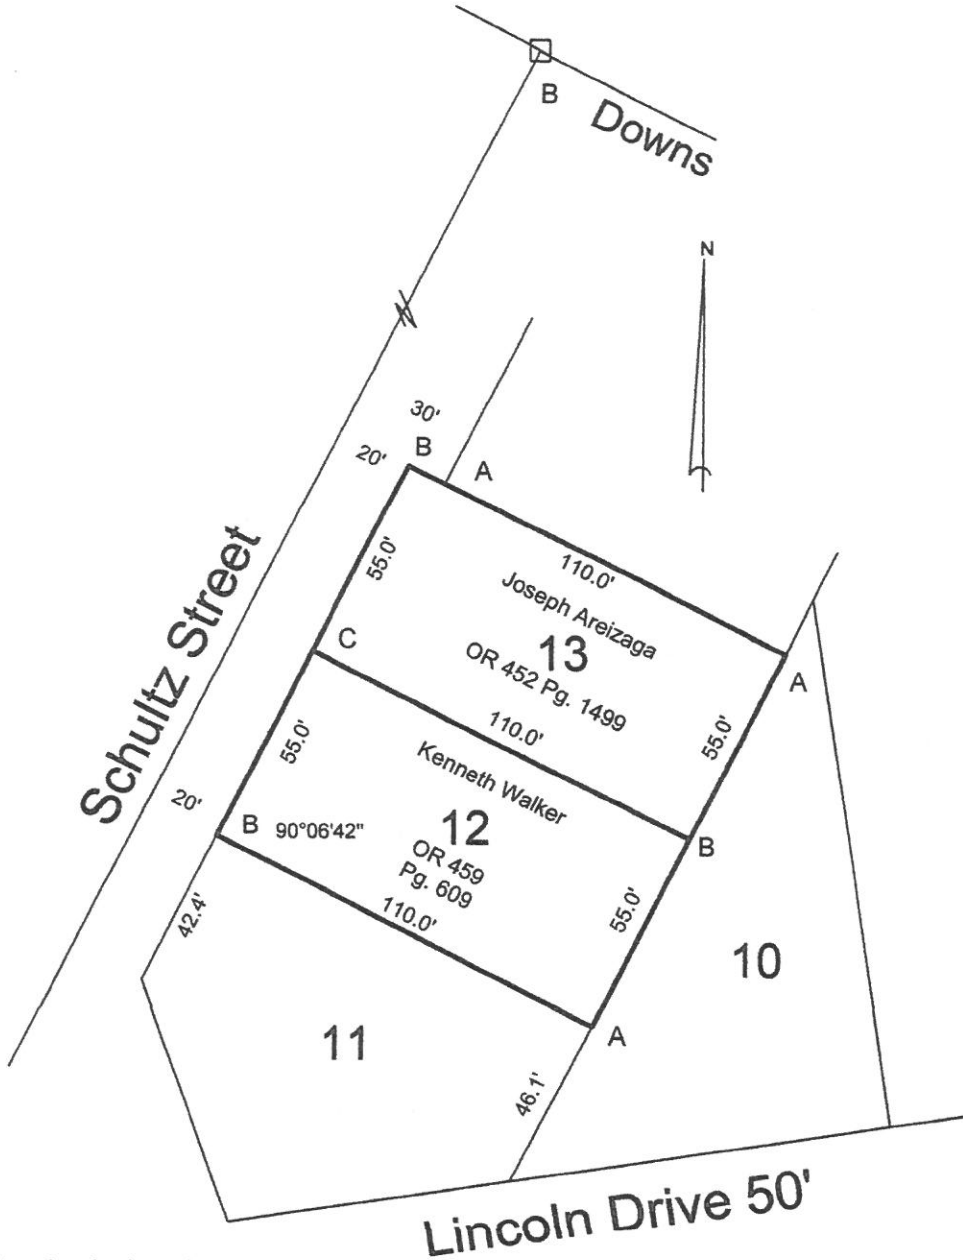 B
Downs
N
30'
20'
B
A
55.0'
110.0'
Joseph Areizaga
13
OR 452 Pg. 1499
C
A
Schultz Street
110.0'
55.0'
55.0'
Kenneth Walker
12
OR 459
Pg. 609
20'
B
90°06'42"
B
110.0'
55.0'
42.4'
10
11
A
46.1'
Lincoln Drive 50'